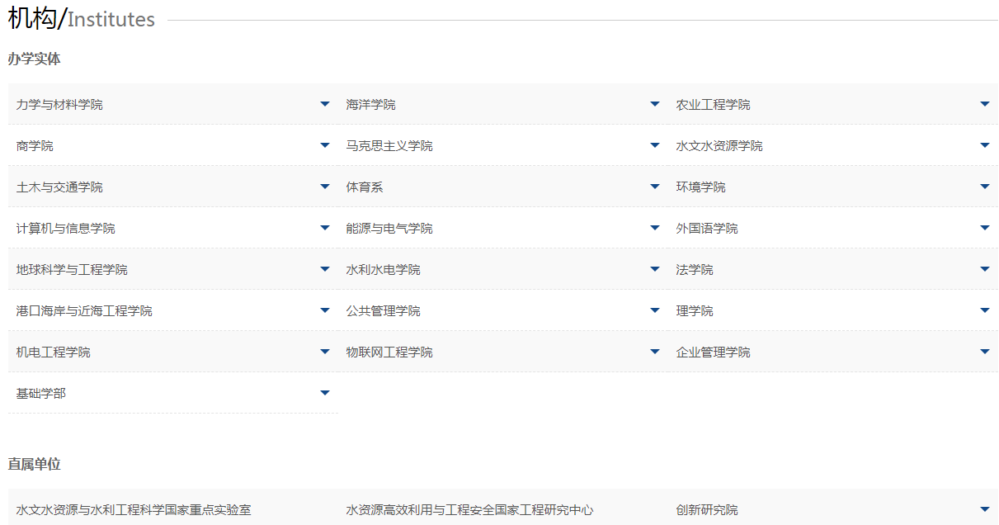 机构/Institutes
办学实体
力学与材料学院 海洋学院 农业工程学院
商学院 马克思主义学院 水文水资源学院
土木与交通学院 体育系 环境学院
计算机与信息学院 能源与电气学院 外国语学院
地球科学与工程学院 水利水电学院 法学院
港口海岸与近海工程学院 公共管理学院 理学院
机电工程学院 物联网工程学院 企业管理学院
基础学部
直属单位
水文水资源与水利工程科学国家重点实验室 水资源高效利用与工程安全国家工程研究中心 创新研究院